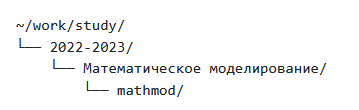 ~/work/study/
└── 2022-2023/
    └── Математическое моделирование/
        └── mathmod/